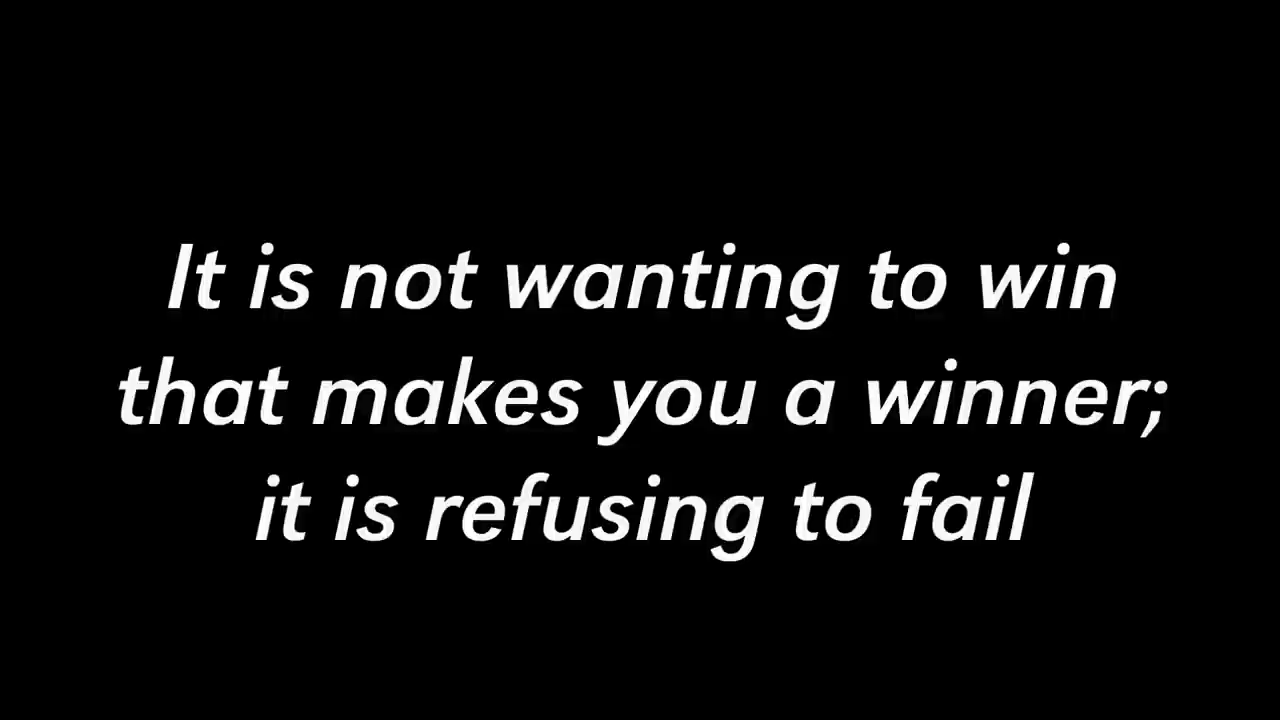 It is not wanting to win
that makes you a winner;
it is refusing to fail